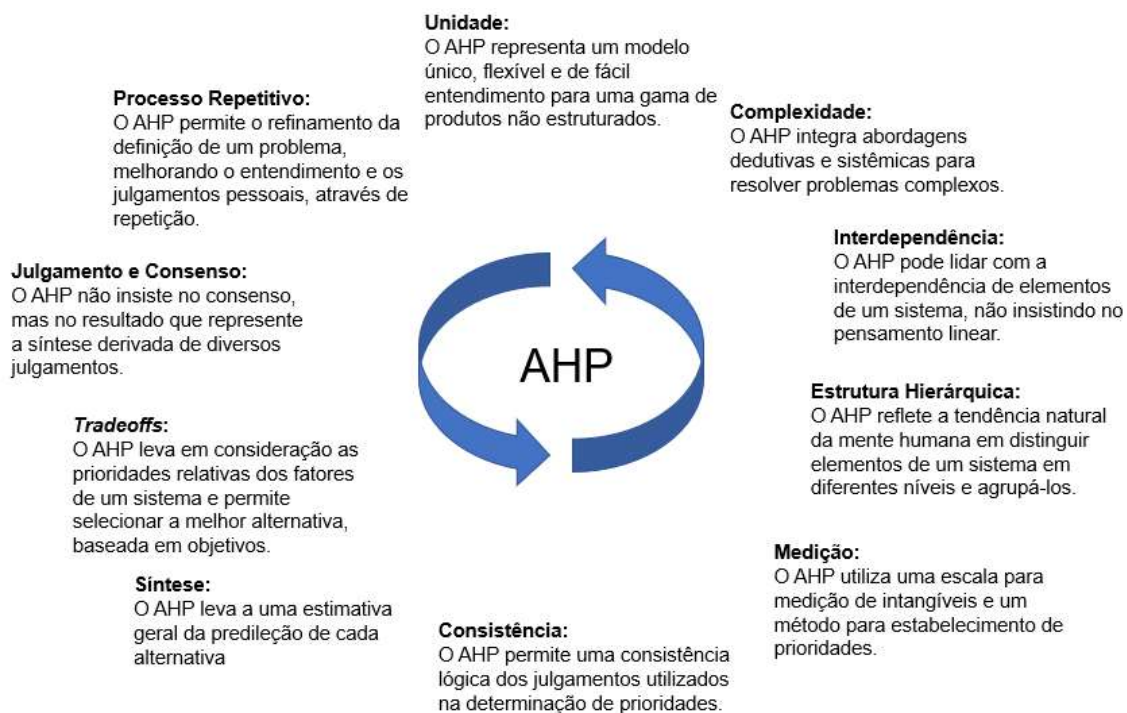 Unidade:
O AHP representa um modelo
único, flexível e de fácil
entendimento para uma gama de
produtos não estruturados.
Complexidade:
O AHP integra abordagens
dedutivas e sistêmicas para
resolver problemas complexos.
Interdependência:
O AHP pode lidar com a
interdependência de elementos
de um sistema, não insistindo no
pensamento linear.
Estrutura Hierárquica:
O AHP reflete a tendência natural
da mente humana em distinguir
elementos de um sistema em
diferentes níveis e agrupá-los.
Medição:
O AHP utiliza uma escala para
medição de intangíveis e um
método para estabelecimento de
prioridades.
Consistência:
O AHP permite uma consistência
lógica dos julgamentos utilizados
na determinação de prioridades.
Síntese:
O AHP leva a uma estimativa
geral da predileção de cada
alternativa
Tradeoffs:
O AHP leva em consideração as
prioridades relativas dos fatores
de um sistema e permite
selecionar a melhor alternativa,
baseada em objetivos.
Julgamento e Consenso:
O AHP não insiste no consenso,
mas no resultado que represente
a síntese derivada de diversos
julgamentos.
Processo Repetitivo:
O AHP permite o refinamento da
definição de um problema,
melhorando o entendimento e os
julgamentos pessoais, através de
repetição.
AHP